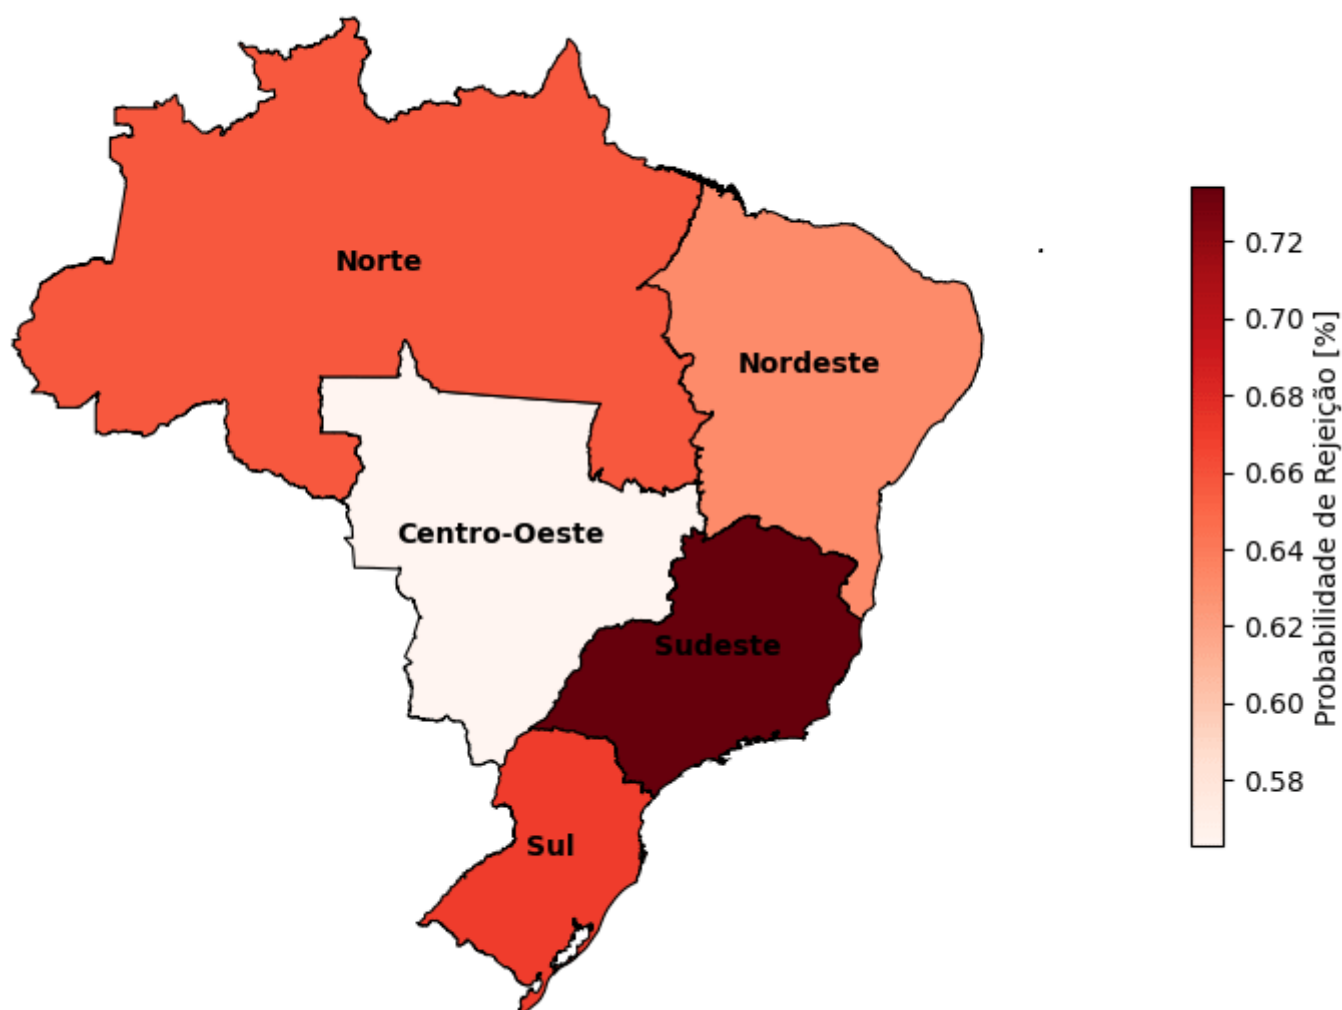 Norte
Nordeste
Centro-Oeste
Sudeste
Sul
0.72
0.70
0.68
0.66
0.64
0.62
0.60
0.58
Probabilidade de Rejeição [%]